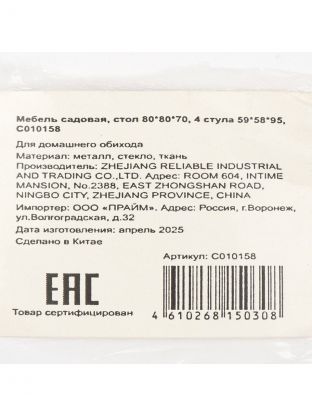 Мебель садовая, стол 80*80*70, 4 стула 59*58*95,
С010158
Для домашнего обихода
Материал: металл, стекло, ткань
Производитель: ZHEJIANG RELIABLE INDUSTRIAL
AND TRADING CO.,LTD. Адрес: ROOM 604, INTIME
MANSION, No.2388, EAST ZHONGSHAN ROAD,
NINGBO CITY, ZHEJIANG PROVINCE, CHINA
Импортер: ООО «ПРАЙМ». Адрес: Россия, г.Воронеж,
ул.Волгоградская, д.32
Дата изготовления: апрель 2025
Сделано в Китае
Артикул: С010158
ЕАС
Товар сертифицирован
4 610268 150308